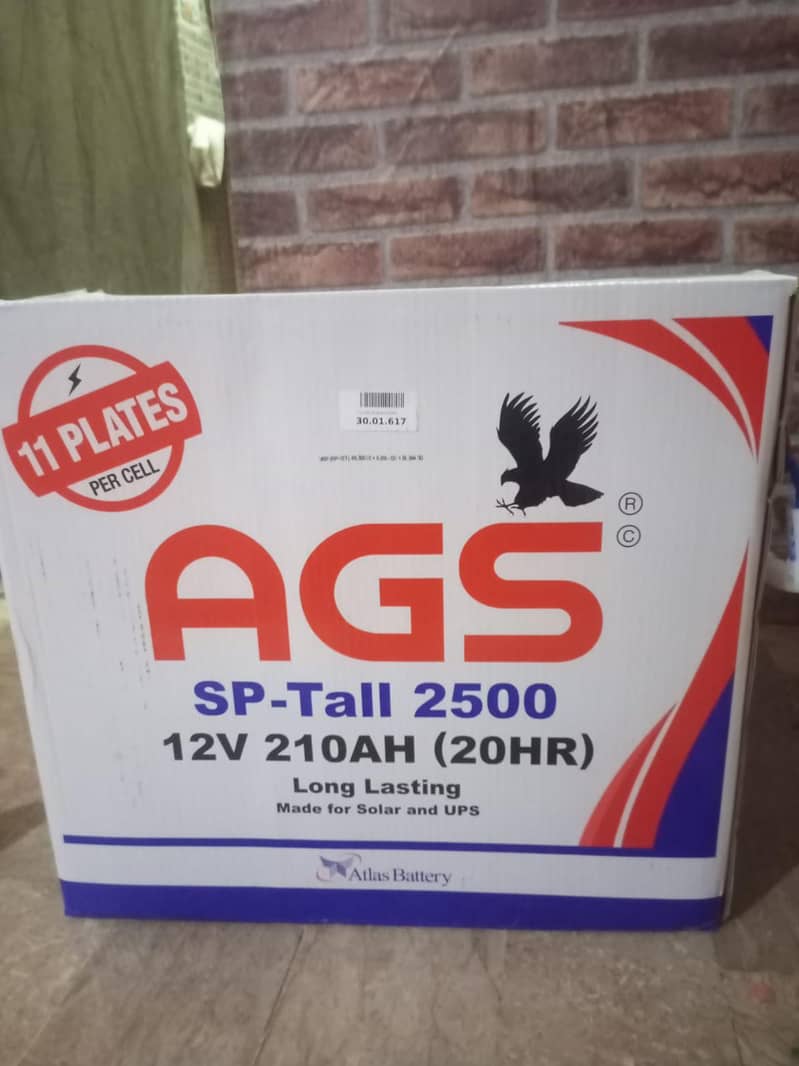 11 PLATES
PER CELL
30.01.617
® 
©
AGS
SP-Tall 2500
12V 210AH (20HR)
Long Lasting
Made for Solar and UPS
Atlas Battery